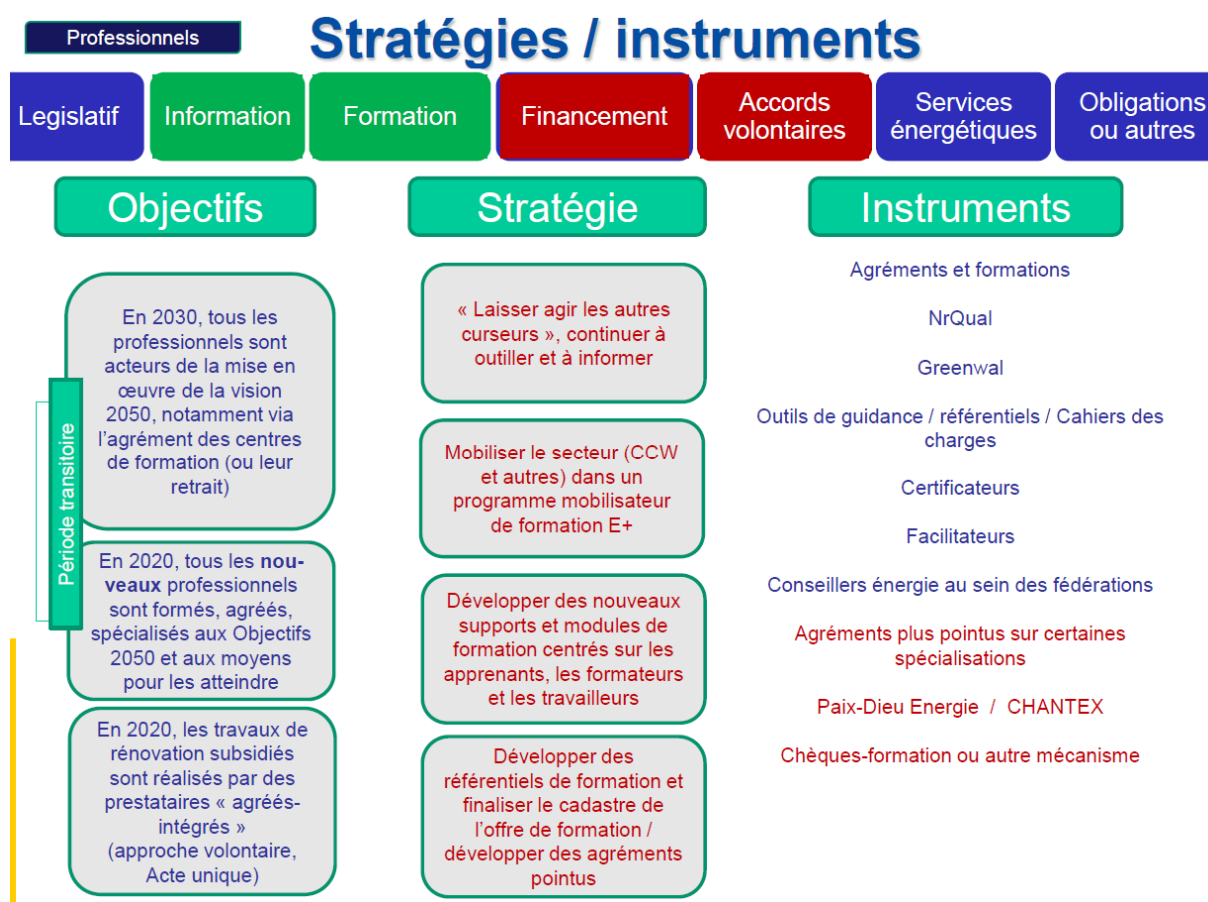 Professionnels
Stratégies / instruments
Legislatif
Information
Formation
Financement
Accords
volontaires
Services
énergétiques
Obligations
ou autres
Objectifs
Stratégie
Instruments
Période transitoire
En 2030, tous les
professionnels sont
acteurs de la mise en
œuvre de la vision
2050, notamment via
l’agrément des centres
de formation (ou leur
retrait)
En 2020, tous les nou-
veaux professionnels
sont formés, agréés,
spécialisés aux Objectifs
2050 et aux moyens
pour les atteindre
En 2020, les travaux de
rénovation subsidiés
sont réalisés par des
prestataires « agréés-
intégrés »
(approche volontaire,
Acte unique)
« Laisser agir les autres
curseurs », continuer à
outiller et à informer
Mobiliser le secteur (CCW
et autres) dans un
programme mobilisateur
de formation E+
Développer des nouveaux
supports et modules de
formation centrés sur les
apprenants, les formateurs
et les travailleurs
Développer des
référentiels de formation et
finaliser le cadastre de
l’offre de formation /
développer des agréments
pointus
Agréments et formations
NrQual
Greenwal
Outils de guidance / référentiels / Cahiers des
charges
Certificateurs
Facilitateurs
Conseillers énergie au sein des fédérations
Agréments plus pointus sur certaines
spécialisations
Paix-Dieu Energie / CHANTEX
Chèques-formation ou autre mécanisme